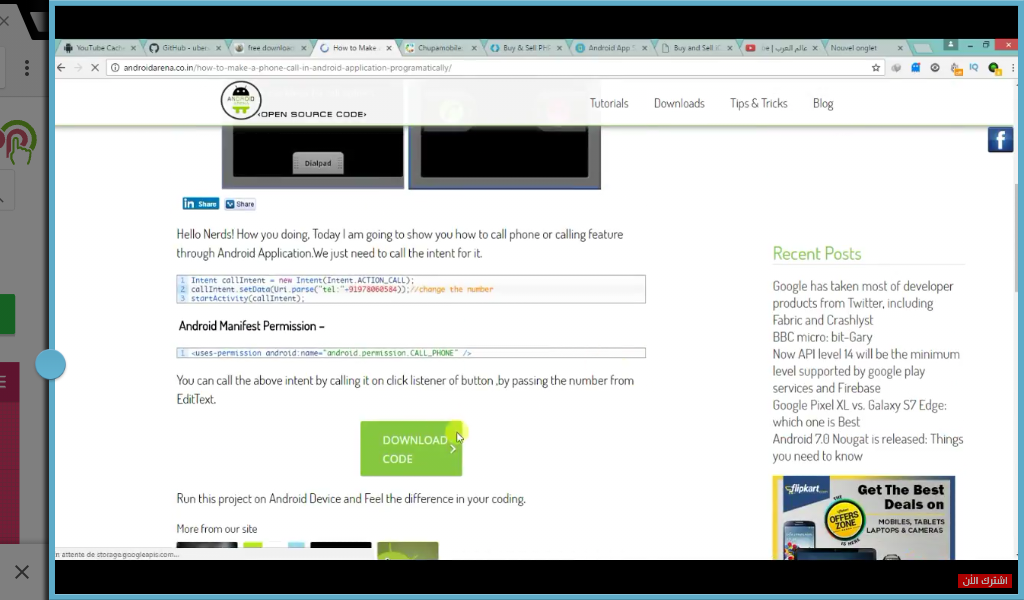 YouTube Cach
GitHub - uber
free download
How to Make
Chupamobile
Buy & Sell PH
Android App
Buy and Sell
عالم العرب
Nouvel onglet
androidarena.co.in/how-to-make-a-phone-call-in-android-application-programatically/
IQ
ANDROID
<OPEN SOURCE CODE>
Tutorials
Downloads
Tips & Tricks
Blog
Dialpad
f
in Share
Share
Hello Nerds! How you doing, Today I am going to show you how to call phone or calling feature
through Android Application.We just need to call the intent for it.
1 Intent callIntent = new Intent(Intent.ACTION_CALL);
2 callIntent.setData(Uri.parse("tel:"+91978060584));//change the number
3 startActivity(callIntent);
Android Manifest Permission –
1 <uses-permission android:name="android.permission.CALL_PHONE" />
You can call the above intent by calling it on click listener of button ,by passing the number from
EditText.
DOWNLOAD
CODE
Run this project on Android Device and Feel the difference in your coding.
More from our site
n attente de storage.googleapis.com...
Recent Posts
Google has taken most of developer
products from Twitter, including
Fabric and Crashlyst
BBC micro: bit-Gary
Now API level 14 will be the minimum
level supported by google play
services and Firebase
Google Pixel XL vs. Galaxy S7 Edge:
which one is Best
Android 7.0 Nougat is released: Things
you need to know
flipkart
THE
OFFERS
ZONE
IS HERE
Get The Best
Deals on
MOBILES, TABLETS
LAPTOPS & CAMERAS
اشترك الآن